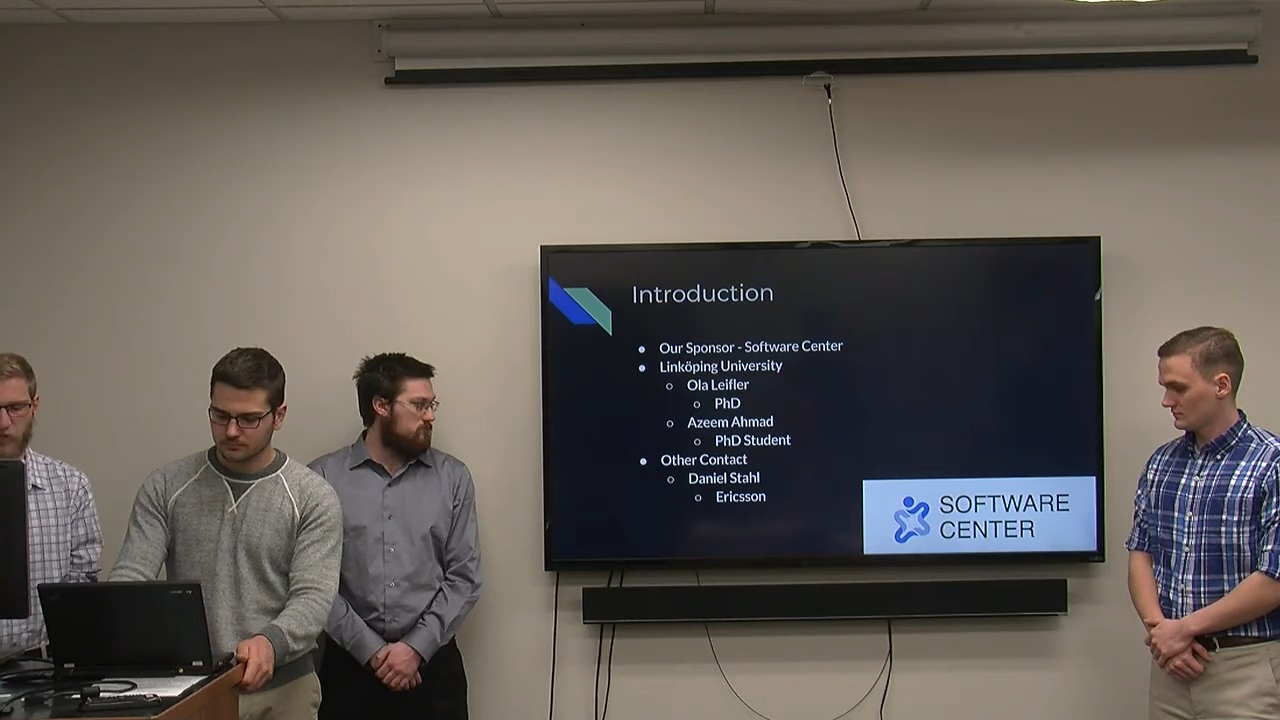 Introduction
● Our Sponsor - Software Center
● Linköping University
○ Ola Leifler
○ PhD
○ Azeem Ahmad
○ PhD Student
● Other Contact
○ Daniel Stahl
○ Ericsson
SOFTWARE
CENTER